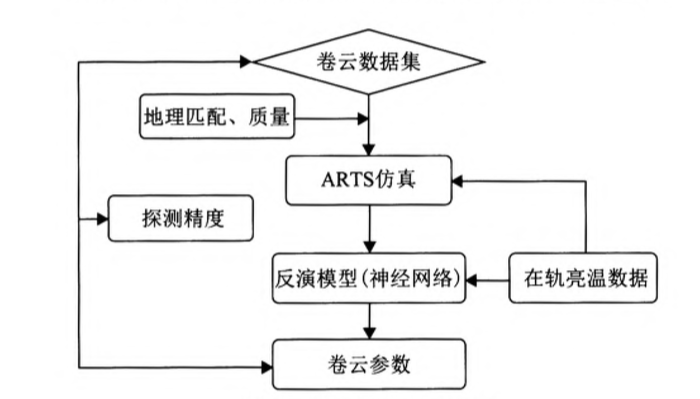 卷云数据集
地理匹配、质量
ARTS仿真
探测精度
反演模型(神经网络)
在轨亮温数据
卷云参数